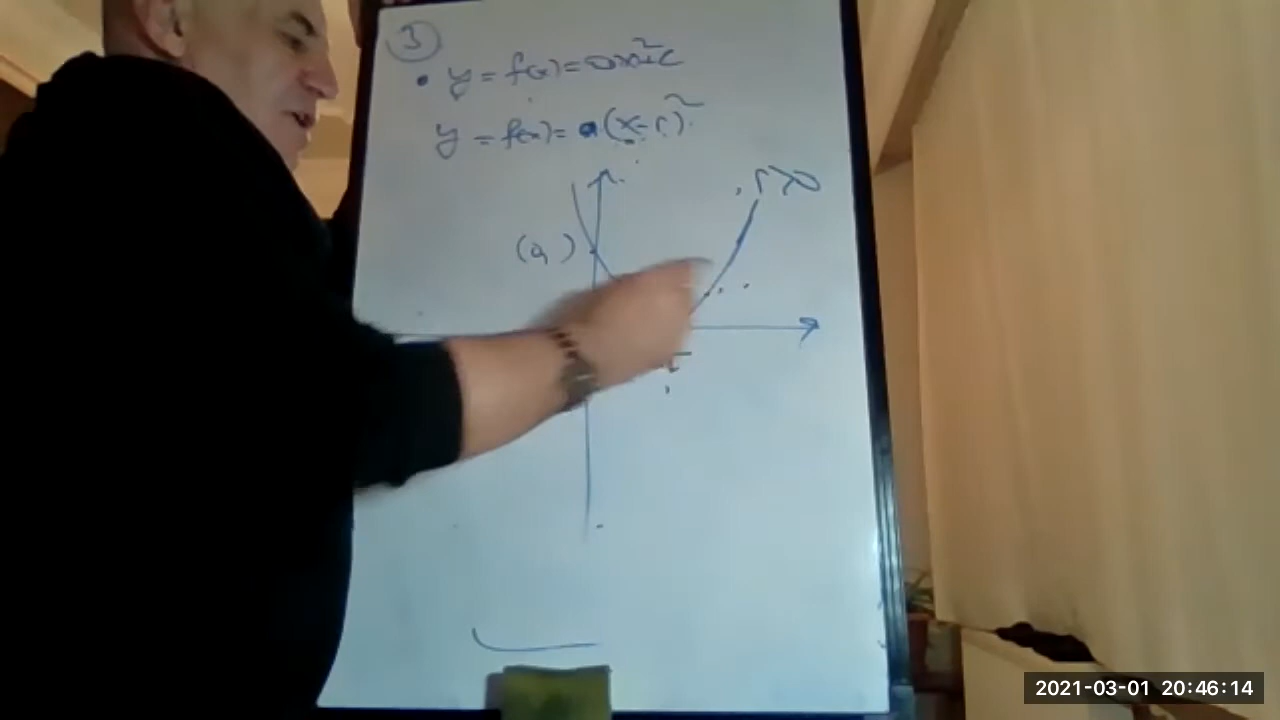 3
• y = f(x) = ax²+c
y = f(x) = a(x-r)²
r>0
(a)
r
2021-03-01 20:46:14